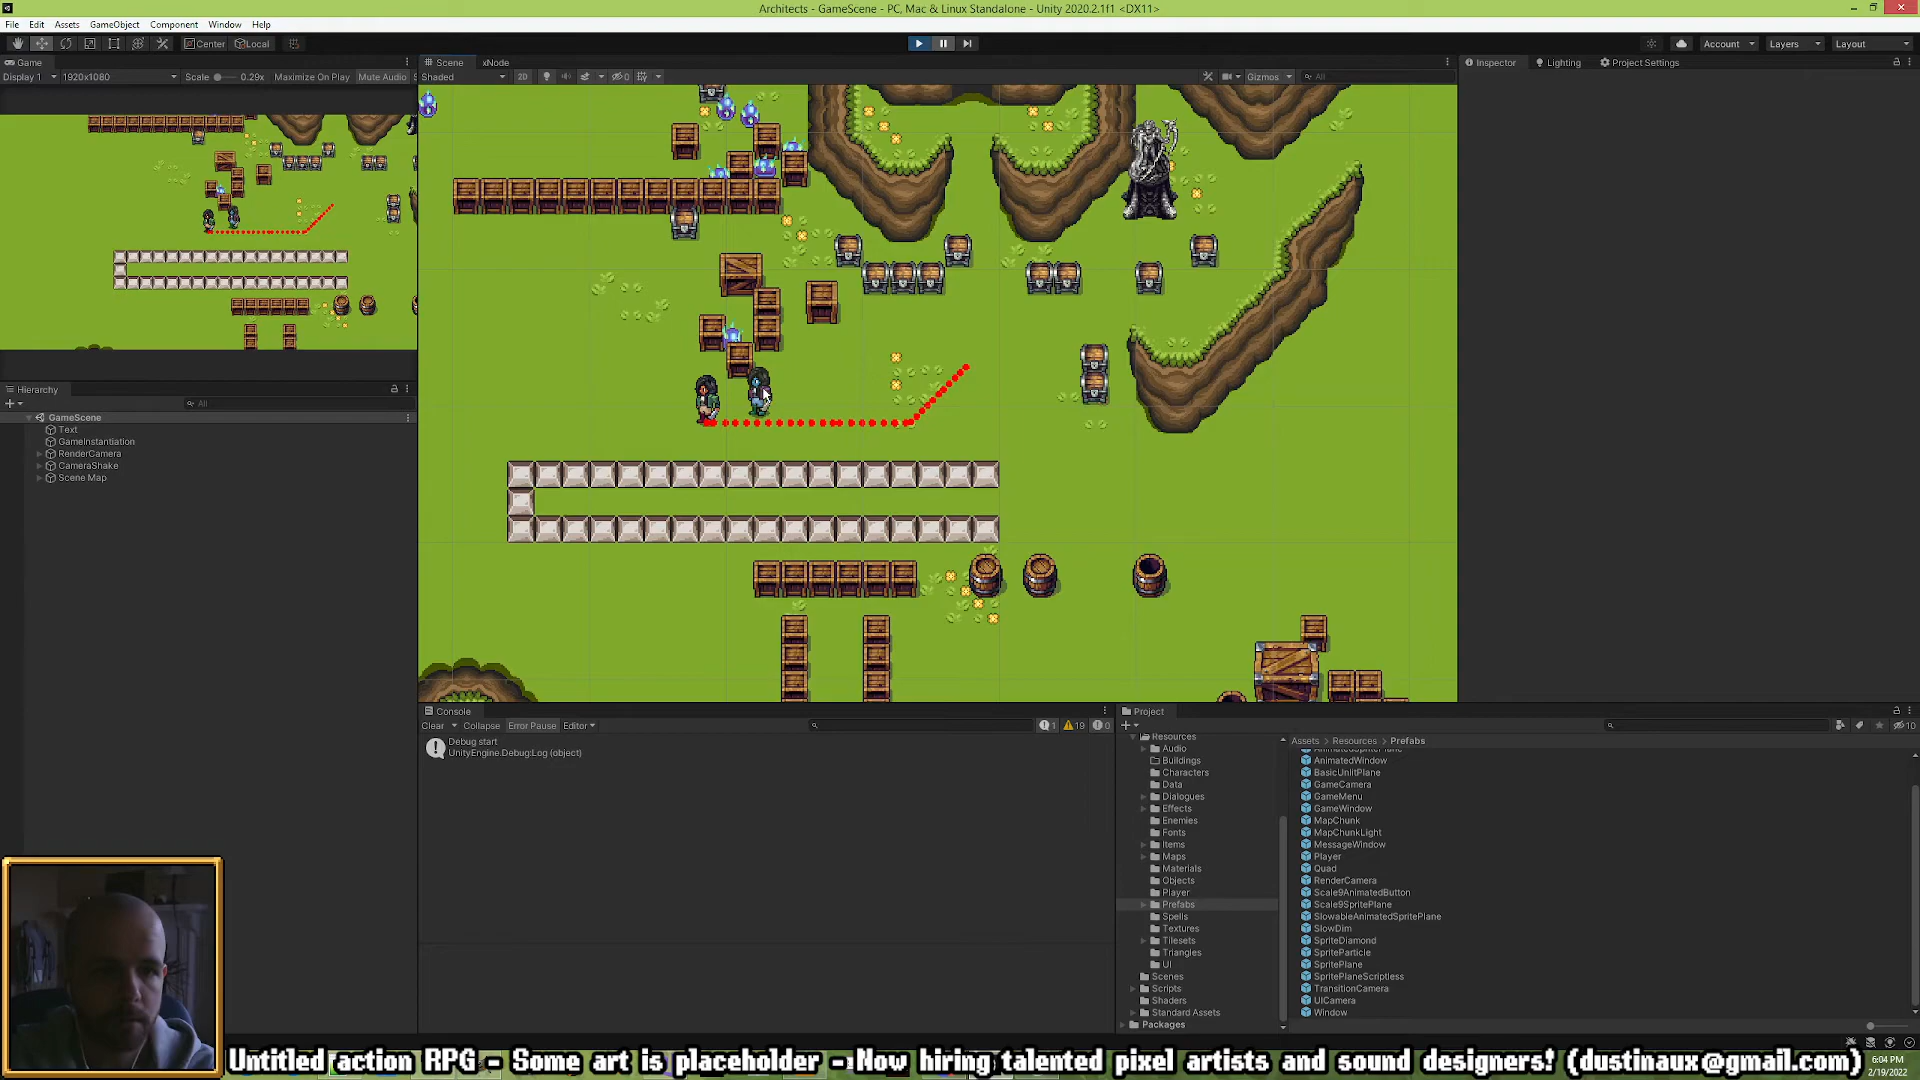 Architects - GameScene - PC, Mac & Linux Standalone - Unity 2020.2.1f1 <DX11>
File Edit Assets GameObject Component Window Help
Center Local Account Layers Layout
Game
Display 1 1920x1080 Scale 0.29x Maximize On Play Mute Audio
Scene xNode
Shaded 2D 0 Gizmos All
Inspector Lighting Project Settings
Hierarchy
All
GameScene
Text
GameInstantiation
RenderCamera
CameraShake
Scene Map
Console
Clear Collapse Error Pause Editor 1 19 0
Debug start
UnityEngine.Debug:Log (object)
Project
10
Resources
Audio
Buildings
Characters
Data
Dialogues
Effects
Enemies
Fonts
Items
Maps
Materials
Objects
Player
Prefabs
Spells
Textures
Tilesets
Triangles
UI
Scenes
Scripts
Shaders
Standard Assets
Packages
Assets Resources Prefabs
AnimatedWindow
BasicUnitPlane
GameCamera
GameMenu
GameWindow
MapChunk
MapChunkLight
MessageWindow
Player
Quad
RenderCamera
Scale9AnimatedButton
Scale9SpritePlane
SlowableAnimatedSpritePlane
SlowDim
SpriteDiamond
SpriteParticle
SpritePlane
SpritePlaneScriptless
TransitionCamera
UICamera
Window
Untitled action RPG - Some art is placeholder - Now hiring talented pixel artists and sound designers! (dustinaux@gmail.com)
6:04 PM
2/19/2022